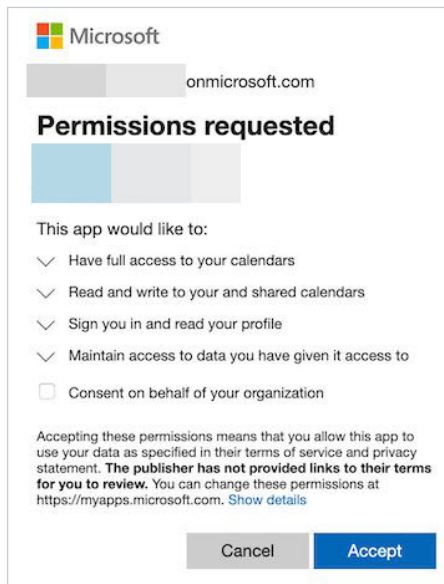 Microsoft
onmicrosoft.com
Permissions requested
This app would like to:
Have full access to your calendars
Read and write to your and shared calendars
Sign you in and read your profile
Maintain access to data you have given it access to
Consent on behalf of your organization
Accepting these permissions means that you allow this app to
use your data as specified in their terms of service and privacy
statement. The publisher has not provided links to their terms
for you to review. You can change these permissions at
https://myapps.microsoft.com. Show details
Cancel Accept